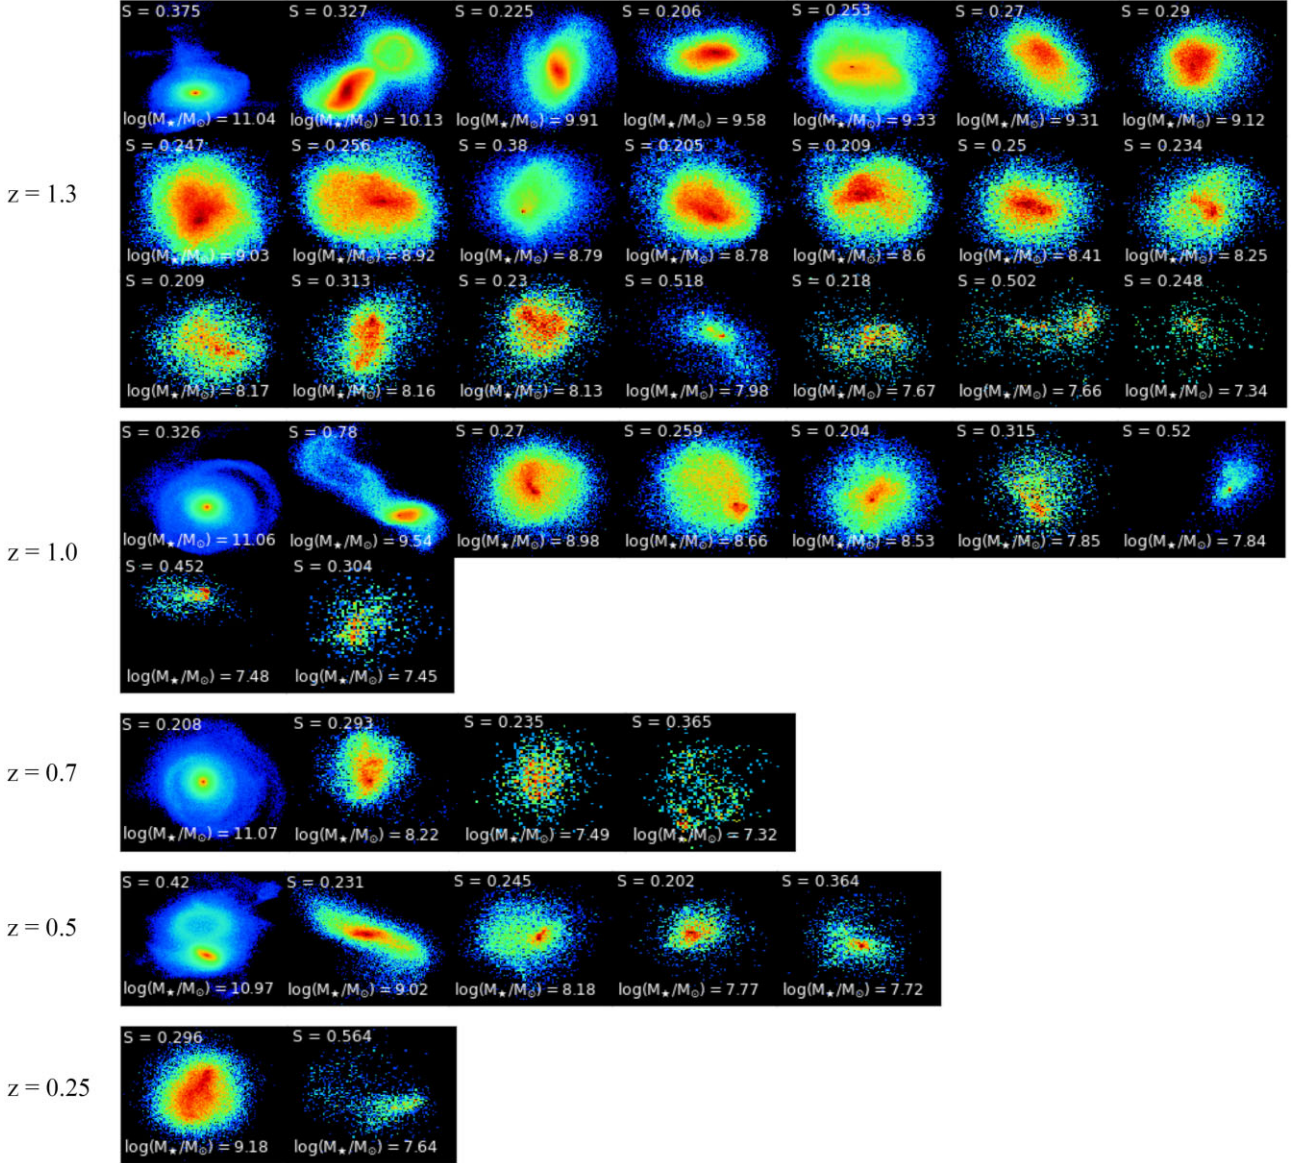 S = 0.375 S = 0.327 S = 0.225 S = 0.206 S = 0.253 S = 0.27 S = 0.29
log(M★/M⊙) = 11.04 log(M★/M⊙) = 10.13 log(M★/M⊙) = 9.91 log(M★/M⊙) = 9.58 log(M★/M⊙) = 9.33 log(M★/M⊙) = 9.31 log(M★/M⊙) = 9.12
S = 0.247 S = 0.256 S = 0.38 S = 0.205 S = 0.209 S = 0.25 S = 0.234
z = 1.3
log(M★/M⊙) = 9.03 log(M★/M⊙) = 8.92 log(M★/M⊙) = 8.79 log(M★/M⊙) = 8.78 log(M★/M⊙) = 8.6 log(M★/M⊙) = 8.41 log(M★/M⊙) = 8.25
S = 0.209 S = 0.313 S = 0.23 S = 0.518 S = 0.218 S = 0.502 S = 0.248
log(M★/M⊙) = 8.17 log(M★/M⊙) = 8.16 log(M★/M⊙) = 8.13 log(M★/M⊙) = 7.98 log(M★/M⊙) = 7.67 log(M★/M⊙) = 7.66 log(M★/M⊙) = 7.34
S = 0.326 S = 0.78 S = 0.27 S = 0.259 S = 0.204 S = 0.315 S = 0.52
log(M★/M⊙) = 11.06 log(M★/M⊙) = 9.54 log(M★/M⊙) = 8.98 log(M★/M⊙) = 8.66 log(M★/M⊙) = 8.53 log(M★/M⊙) = 7.85 log(M★/M⊙) = 7.84
z = 1.0
S = 0.452 S = 0.304
log(M★/M⊙) = 7.48 log(M★/M⊙) = 7.45
S = 0.208 S = 0.293 S = 0.235 S = 0.365
z = 0.7
log(M★/M⊙) = 11.07 log(M★/M⊙) = 8.22 log(M★/M⊙) = 7.49 log(M★/M⊙) = 7.32
S = 0.42 S = 0.231 S = 0.245 S = 0.202 S = 0.364
z = 0.5
log(M★/M⊙) = 10.97 log(M★/M⊙) = 9.02 log(M★/M⊙) = 8.18 log(M★/M⊙) = 7.77 log(M★/M⊙) = 7.72
S = 0.296 S = 0.564
z = 0.25
log(M★/M⊙) = 9.18 log(M★/M⊙) = 7.64